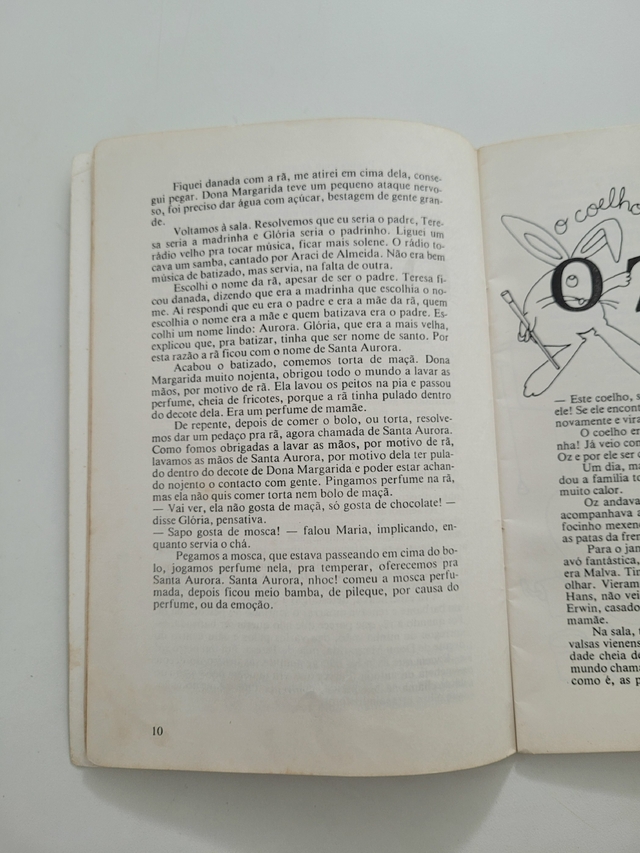 Fiquei danada com a rã, me atirei em cima dela, conse-
gui pegar. Dona Margarida teve um pequeno ataque nervo-
so, foi preciso dar água com açúcar, bestagem de gente gran-
de.
Voltamos à sala. Resolvemos que eu seria o padre, Tere-
sa seria a madrinha e Glória seria o padrinho. Liguei um
rádio velho pra tocar música, ficar mais solene. O rádio to-
cava um samba, cantado por Araci de Almeida. Não era bem
música de batizado, mas servia, na falta de outra.
Escolhi o nome da rã, apesar de ser o padre. Teresa fi-
cou danada, dizendo que era a madrinha que escolhia o no-
me. Aí respondi que eu era o padre e era a mãe da rã, quem
escolhia o nome era a mãe e quem batizava era o padre. Es-
colhi um nome lindo: Aurora. Glória, que era a mais velha,
explicou que, pra batizar, tinha que ser nome de santo. Por
esta razão a rã ficou com o nome de Santa Aurora.
Acabou o batizado, comemos torta de maçã. Dona
Margarida muito nojenta, obrigou todo o mundo a lavar as
mãos, por motivo de rã. Ela lavou os peitos na pia e passou
perfume, cheia de fricotes, porque a rã tinha pulado dentro
do decote dela. Era um perfume de mamãe.
De repente, depois de comer o bolo, ou torta, resolve-
mos dar um pedaço pra rã, agora chamada de Santa Aurora.
Como fomos obrigadas a lavar as mãos, por motivo de rã,
lavamos as mãos de Santa Aurora, por motivo dela ter pula-
do dentro do decote de Dona Margarida e poder estar achan-
do nojento o contacto com gente. Pingamos perfume na rã,
mas ela não quis comer torta nem bolo de maçã.
— Vai ver, ela não gosta de maçã, só gosta de chocolate! —
disse Glória, pensativa.
— Sapo gosta de mosca! — falou Maria, implicando, en-
quanto servia o chá.
Pegamos a mosca, que estava passeando em cima do bo-
lo, jogamos perfume nela, pra temperar, oferecemos pra
Santa Aurora. Santa Aurora, nhoc! comeu a mosca perfu-
mada, depois ficou meio bamba, de pileque, por causa do
perfume, ou da emoção.
10
o coelho
O
— Este coelho, s
ele! Se ele encont
novamente e vira
O coelho er
nha! Já veio con
Oz e por ele ser
Um dia, ma
dou a família to
muito calor.
Oz andava
acompanhava a
focinho mexen
as patas da fren
Para o jan
avó fantástica,
era Malva. Tin
olhar. Vieram
Hans, não vei
Erwin, casado
mamãe.
Na sala,
valsas vienens
dade cheia de
mundo chama
como é, as p